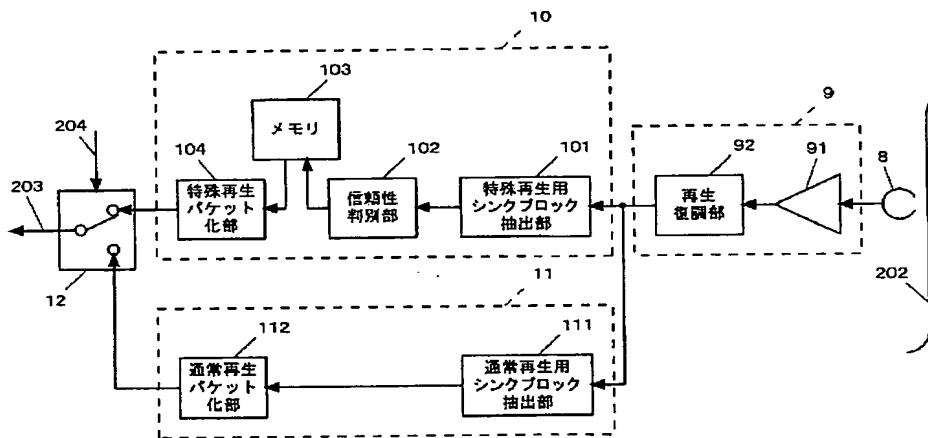 10
103
メモリ
9
204
104
102
101
92
91
8
203
特殊再生
パケット
化部
信頼性
判別部
特殊再生用
シンクブロック
抽出部
再生
復調部
12
11
202
112
111
通常再生
パケット
化部
通常再生用
シンクブロック
抽出部